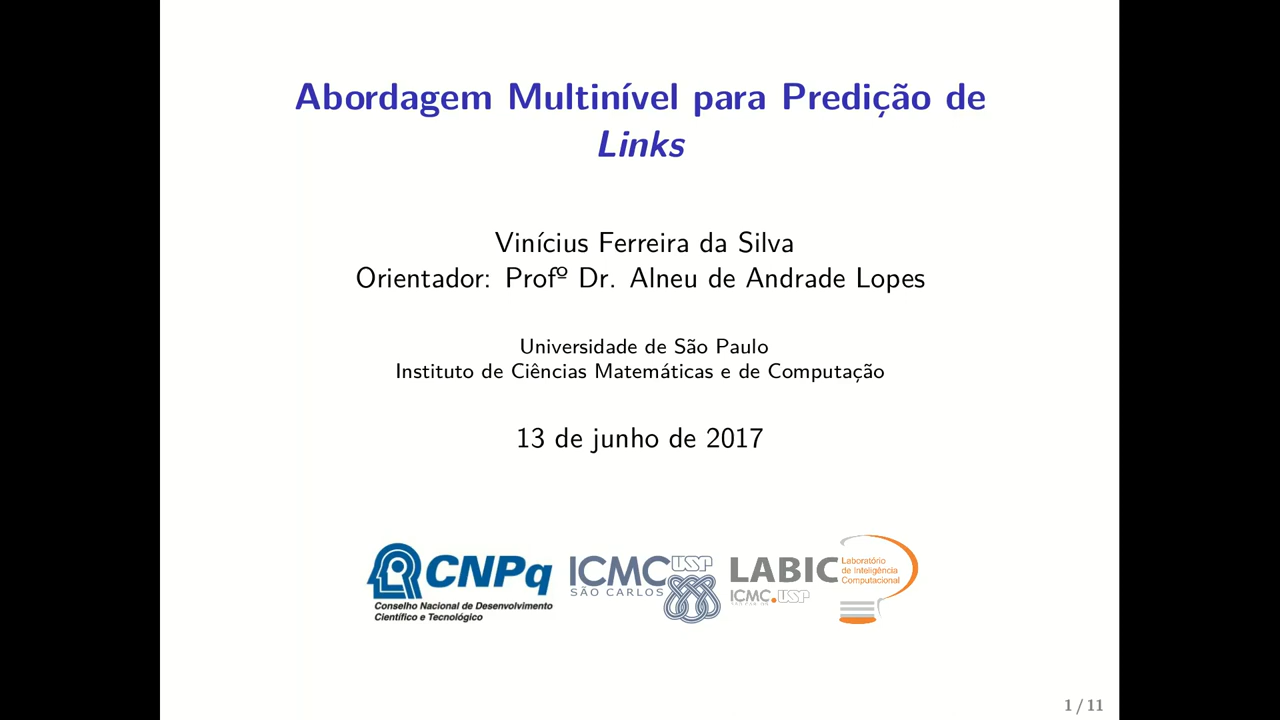 Abordagem Multinível para Predição de
Links
Vinícius Ferreira da Silva
Orientador: Profº Dr. Alneu de Andrade Lopes
Universidade de São Paulo
Instituto de Ciências Matemáticas e de Computação
13 de junho de 2017
CNPq
Conselho Nacional de Desenvolvimento
Científico e Tecnológico
ICMC USP
SÃO CARLOS
LABIC
Laboratório
de Inteligência
Computacional
ICMC.USP
SÃO CARLOS
1 / 11